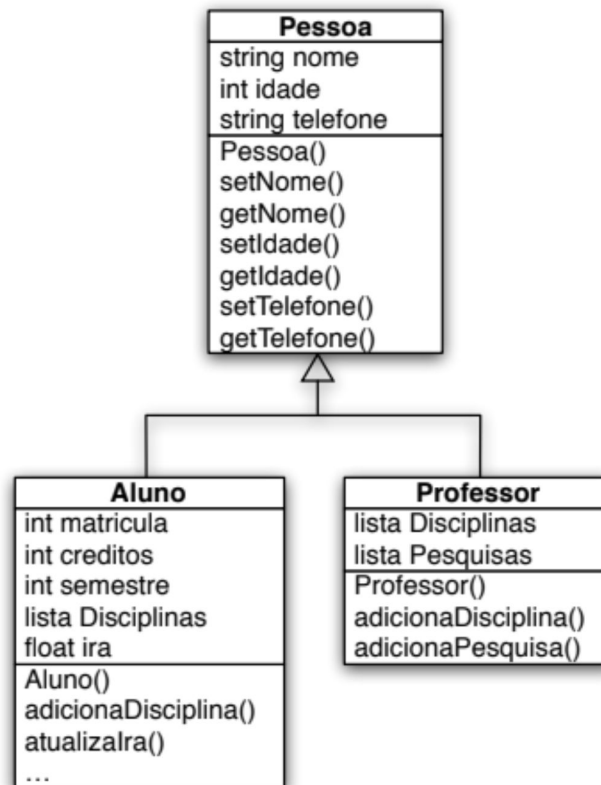 Pessoa
string nome
int idade
string telefone
Pessoa()
setNome()
getNome()
setIdade()
getIdade()
setTelefone()
getTelefone()
Aluno
int matricula
int creditos
int semestre
lista Disciplinas
float ira
Aluno()
adicionaDisciplina()
atualizaIra()
...
Professor
lista Disciplinas
lista Pesquisas
Professor()
adicionaDisciplina()
adicionaPesquisa()